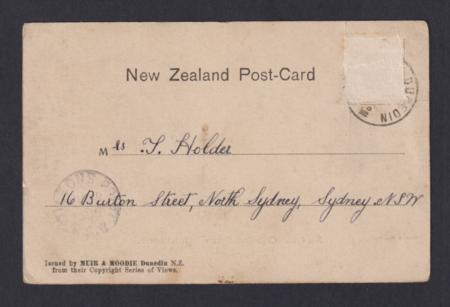 DUNEDIN
New Zealand Post-Card
Mrs T. Holder
16 Burton Street, North Sydney, Sydney NSW
Issued by MUIR & MOODIE Dunedin N.Z.
from their Copyright Series of Views.